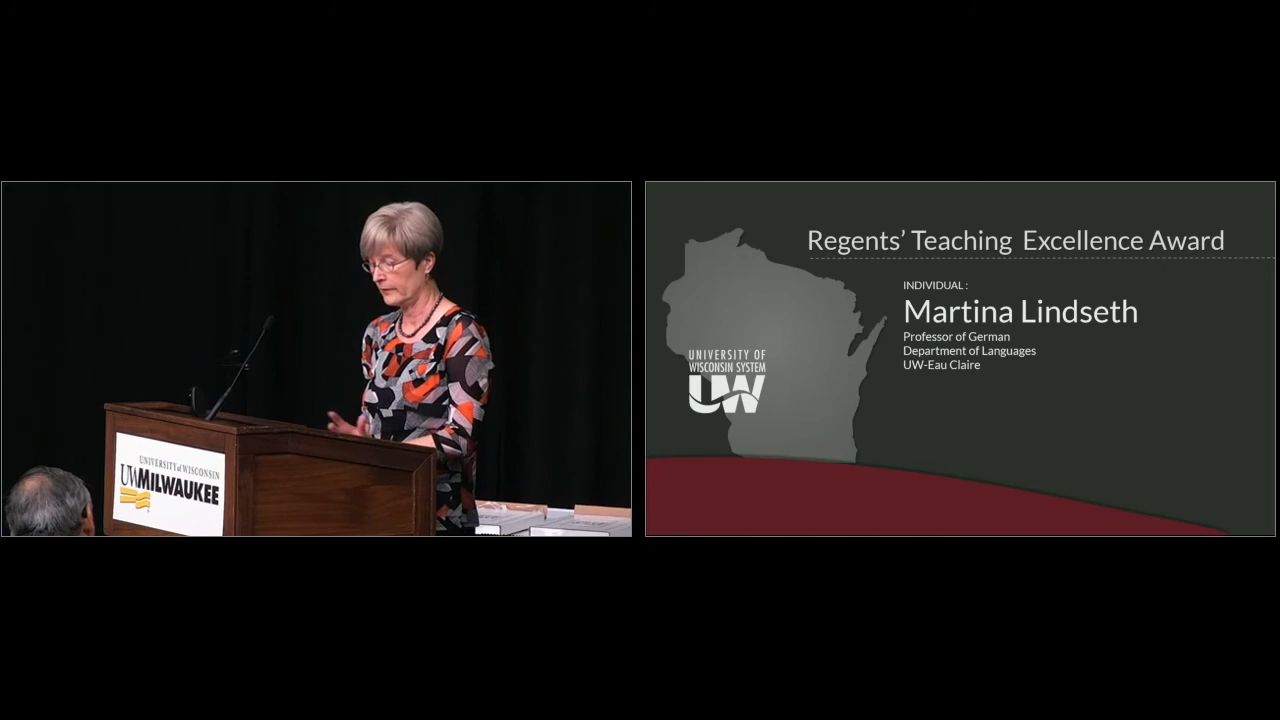 UNIVERSITY of WISCONSIN
UWMILWAUKEE
Regents’ Teaching Excellence Award
INDIVIDUAL :
Martina Lindseth
Professor of German
Department of Languages
UW-Eau Claire
UNIVERSITY OF
WISCONSIN SYSTEM
UW